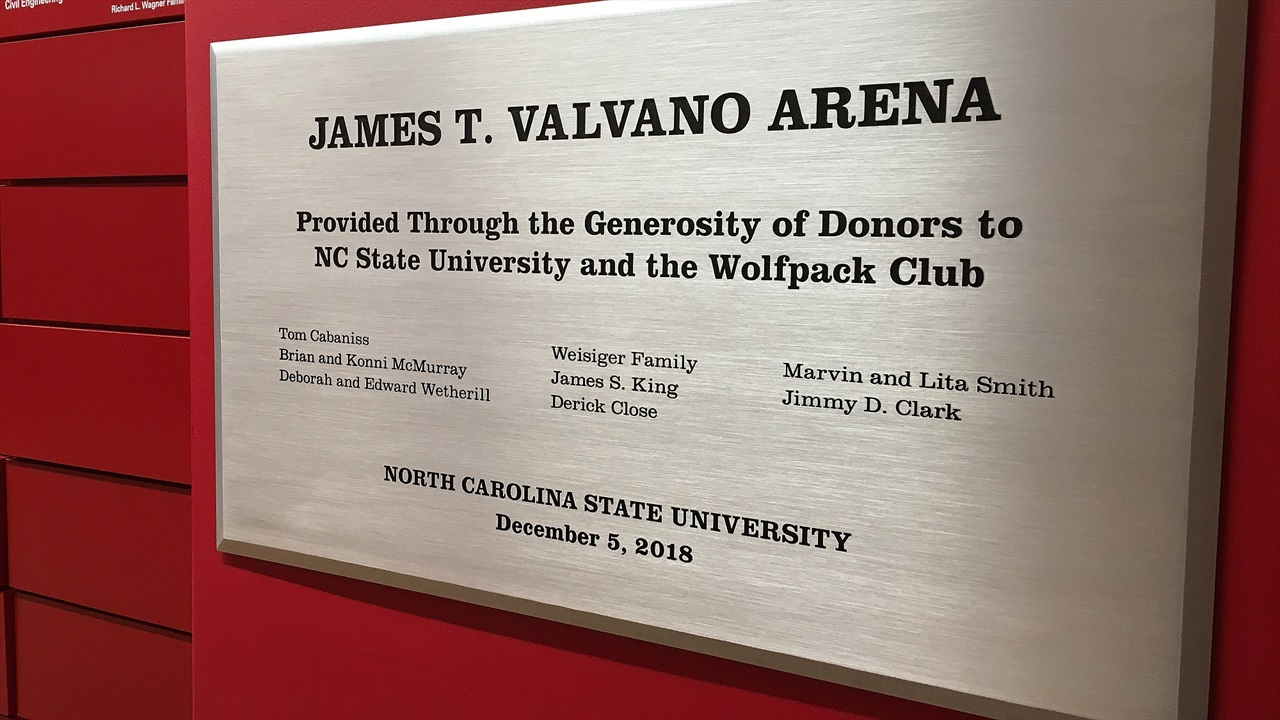 Civil Engineering
Richard L. Wagner
JAMES T. VALVANO ARENA
Provided Through the Generosity of Donors to
NC State University and the Wolfpack Club
Tom Cabaniss
Brian and Konni McMurray
Deborah and Edward Wetherill
Weisiger Family
James S. King
Derick Close
Marvin and Lita Smith
Jimmy D. Clark
NORTH CAROLINA STATE UNIVERSITY
December 5, 2018